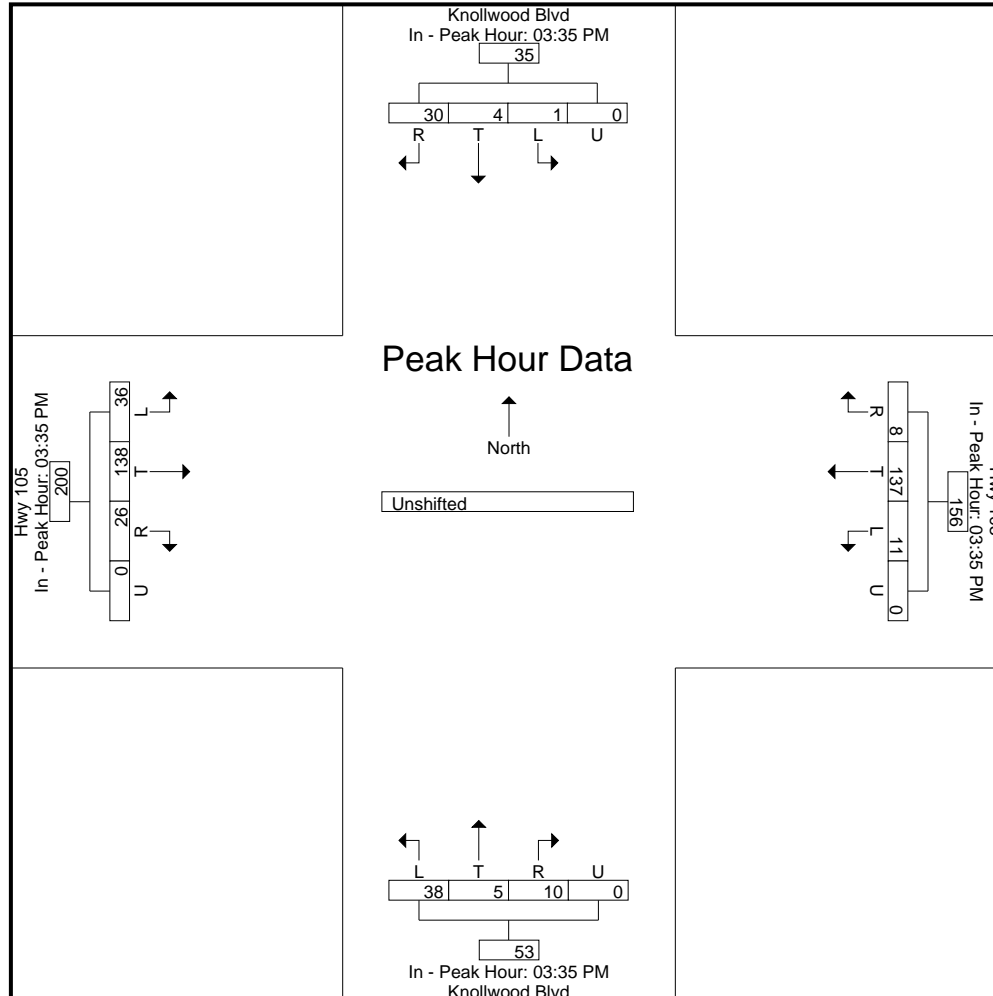 Knollwood Blvd
In - Peak Hour: 03:35 PM
35
30 4 1 0
R T L U
Peak Hour Data
North
Unshifted
Hwy 105
In - Peak Hour: 03:35 PM
200
36 138 26 0
L T R U
In - Peak Hour: 03:35 PM
156
8 137 11 0
R T L U
L T R U
38 5 10 0
53
In - Peak Hour: 03:35 PM
Knollwood Blvd